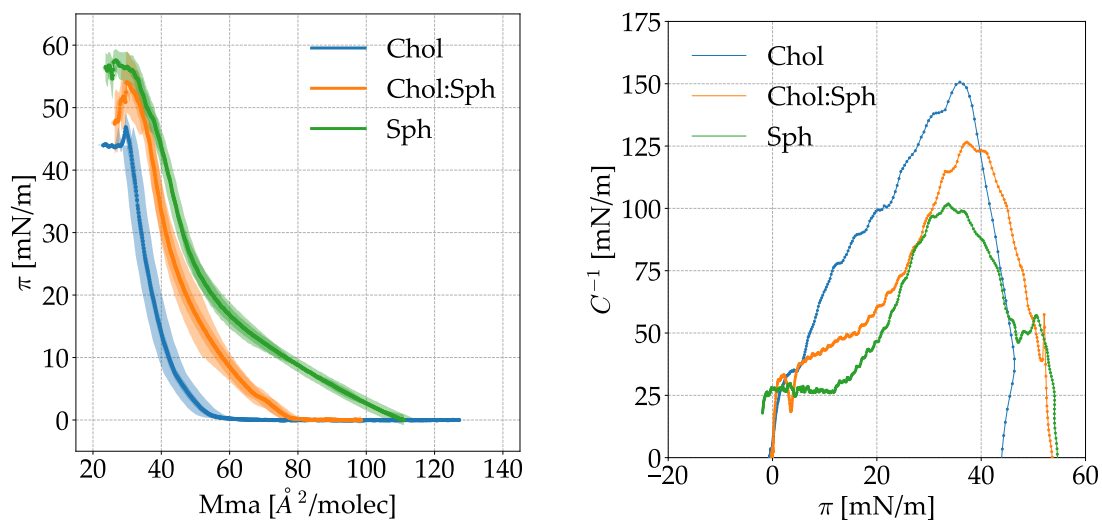 60
50
40
30
20
10
0
π [mN/m]
Chol
Chol:Sph
Sph
20 40 60 80 100 120 140
Mma [Å²/molec]
175
150
125
100
75
50
25
0
C⁻¹ [mN/m]
Chol
Chol:Sph
Sph
−20 0 20 40 60
π [mN/m]